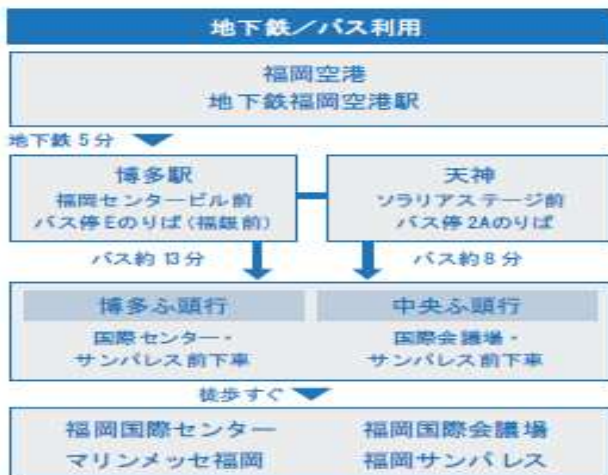 地下鉄／バス利用
福岡空港
地下鉄福岡空港駅
地下鉄 5分
博多駅
福岡センタービル前
バス停Eのりば(福銀前)
天神
ソラリアステージ前
バス停 2Aのりば
バス約 13分
バス約8分
博多ふ頭行
国際センター・
サンパレス前下車
中央ふ頭行
国際会議場・
サンパレス前下車
徒歩すぐ
福岡国際センター
マリンメッセ福岡
福岡国際会議場
福岡サンパレス